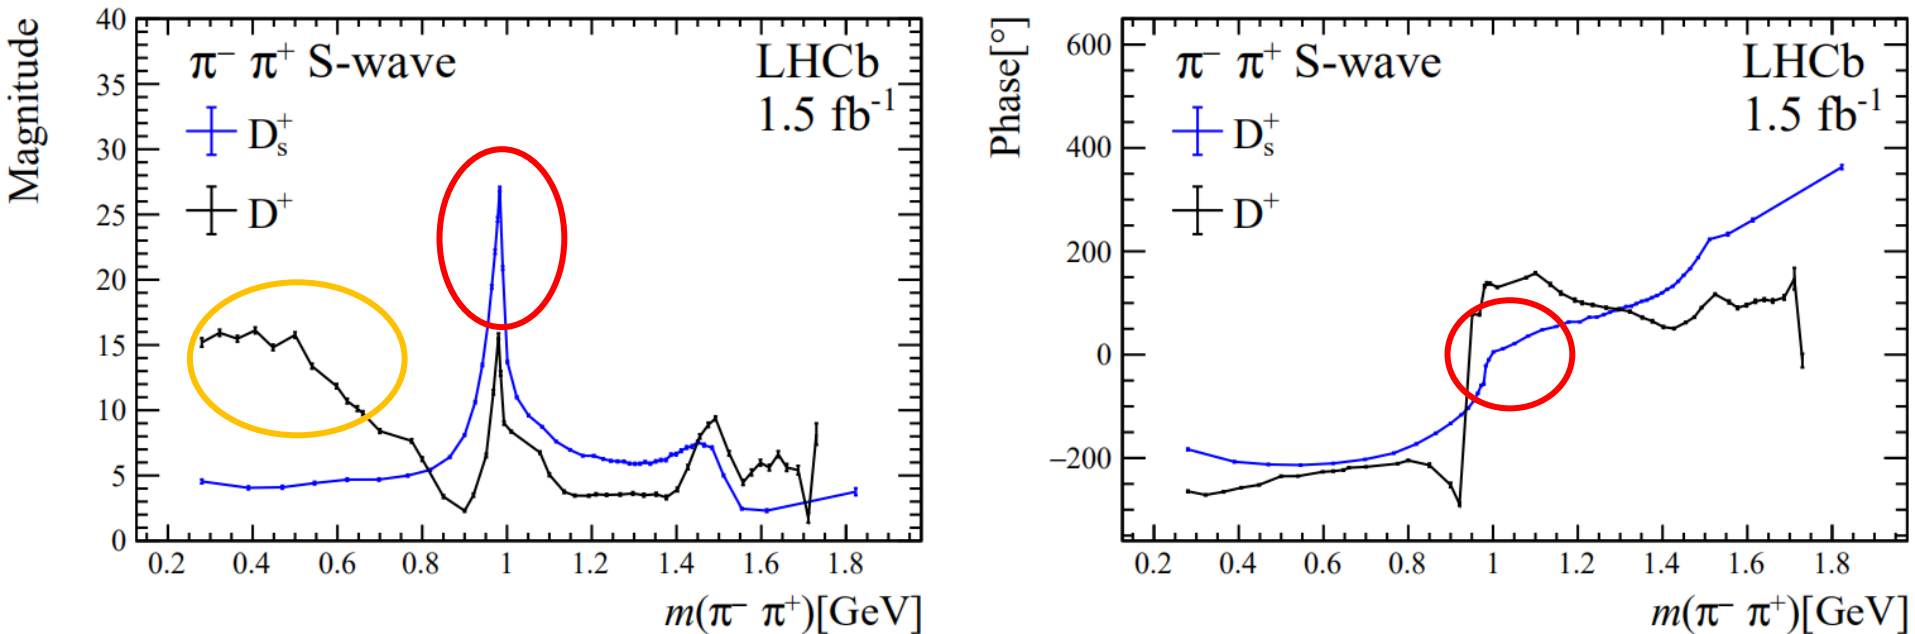 Magnitude
40
35
30
25
20
15
10
5
0
π⁻ π⁺ S-wave
D⁺ₛ
D⁺
LHCb
1.5 fb⁻¹
0.2 0.4 0.6 0.8 1 1.2 1.4 1.6 1.8
m(π⁻ π⁺)[GeV]
Phase[°]
600
400
200
0
−200
π⁻ π⁺ S-wave
D⁺ₛ
D⁺
LHCb
1.5 fb⁻¹
0.2 0.4 0.6 0.8 1 1.2 1.4 1.6 1.8
m(π⁻ π⁺)[GeV]